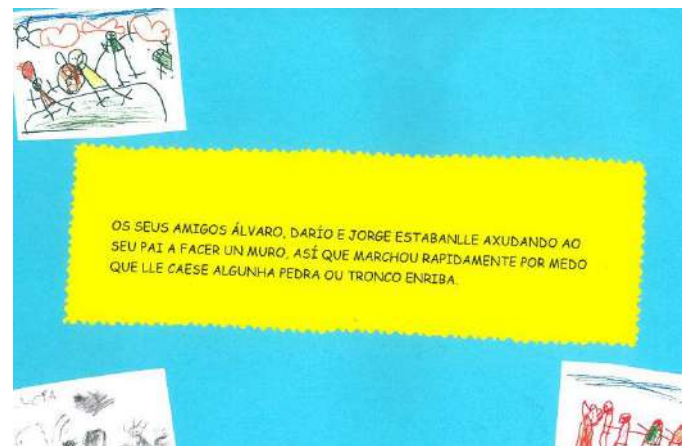 OS SEUS AMIGOS ÁLVARO, DARÍO E JORGE ESTABANLLE AXUDANDO AO
SEU PAI A FACER UN MURO, ASÍ QUE MARCHOU RAPIDAMENTE POR MEDO
QUE LLE CAESE ALGUNHA PEDRA OU TRONCO ENRIBA.